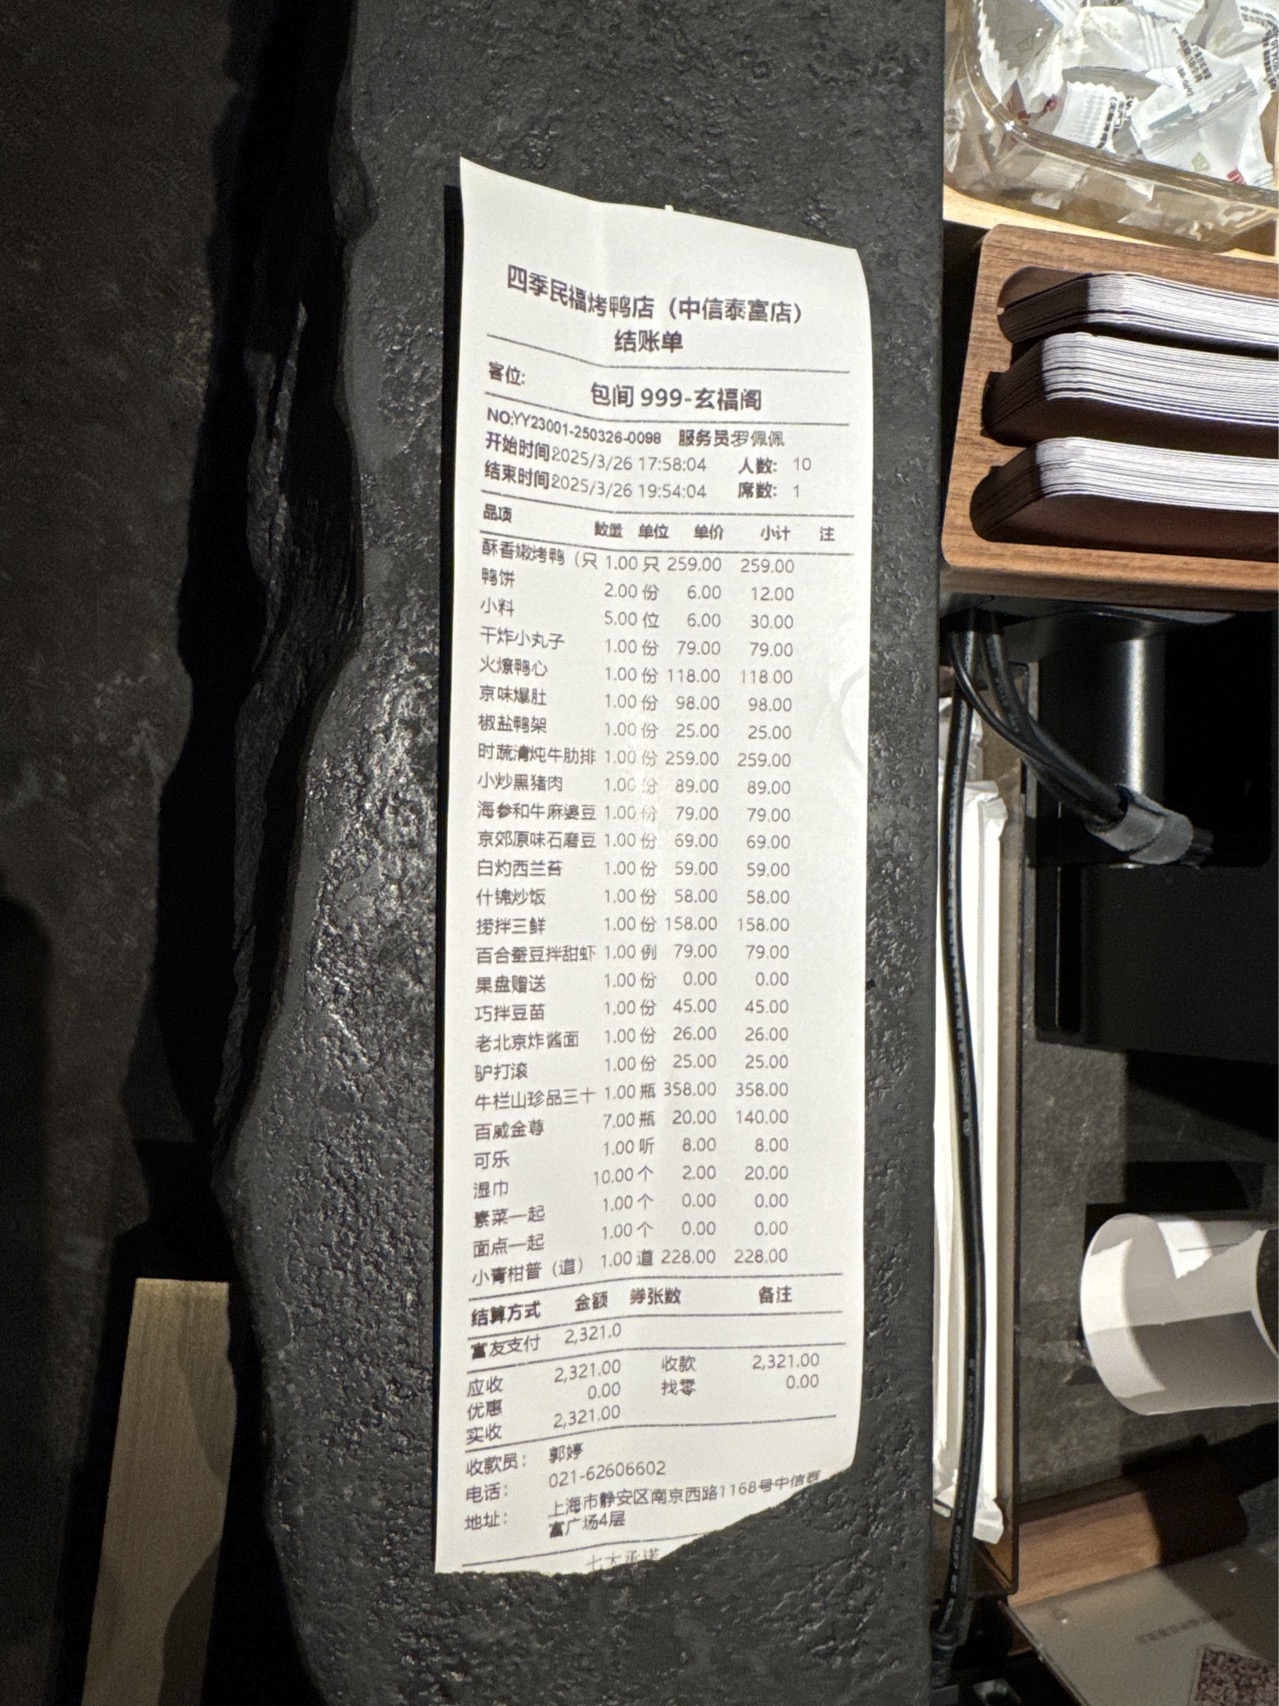 四季民福烤鸭店（中信泰富店）
结账单
客位: 包间 999-玄福阁
NO:YY23001-250326-0098 服务员:罗佩佩
开始时间2025/3/26 17:58:04 人数: 10
结束时间2025/3/26 19:54:04 席数: 1
品项 数量 单位 单价 小计 注
酥香嫩烤鸭（只 1.00 只 259.00 259.00
鸭饼 2.00 份 6.00 12.00
小料 5.00 位 6.00 30.00
干炸小丸子 1.00 份 79.00 79.00
火燎鸭心 1.00 份 118.00 118.00
京味爆肚 1.00 份 98.00 98.00
椒盐鸭架 1.00 份 25.00 25.00
时蔬清炖牛肋排 1.00 份 259.00 259.00
小炒黑猪肉 1.00 份 89.00 89.00
海参和牛麻婆豆 1.00 份 79.00 79.00
京郊原味石磨豆 1.00 份 69.00 69.00
白灼西兰苔 1.00 份 59.00 59.00
什锦炒饭 1.00 份 58.00 58.00
捞拌三鲜 1.00 份 158.00 158.00
百合蚕豆拌甜虾 1.00 例 79.00 79.00
果盘赠送 1.00 份 0.00 0.00
巧拌豆苗 1.00 份 45.00 45.00
老北京炸酱面 1.00 份 26.00 26.00
驴打滚 1.00 份 25.00 25.00
牛栏山珍品三十 1.00 瓶 358.00 358.00
百威金尊 7.00 瓶 20.00 140.00
可乐 1.00 听 8.00 8.00
湿巾 10.00 个 2.00 20.00
素菜一起 1.00 个 0.00 0.00
面点一起 1.00 个 0.00 0.00
小青柑普（道） 1.00 道 228.00 228.00
结算方式 金额 券张数 备注
富友支付 2,321.0
应收 2,321.00 收款 2,321.00
优惠 0.00 找零 0.00
实收 2,321.00
收款员: 郭婷
电话: 021-62606602
地址: 上海市静安区南京西路1168号中信泰
富广场4层
七大承诺